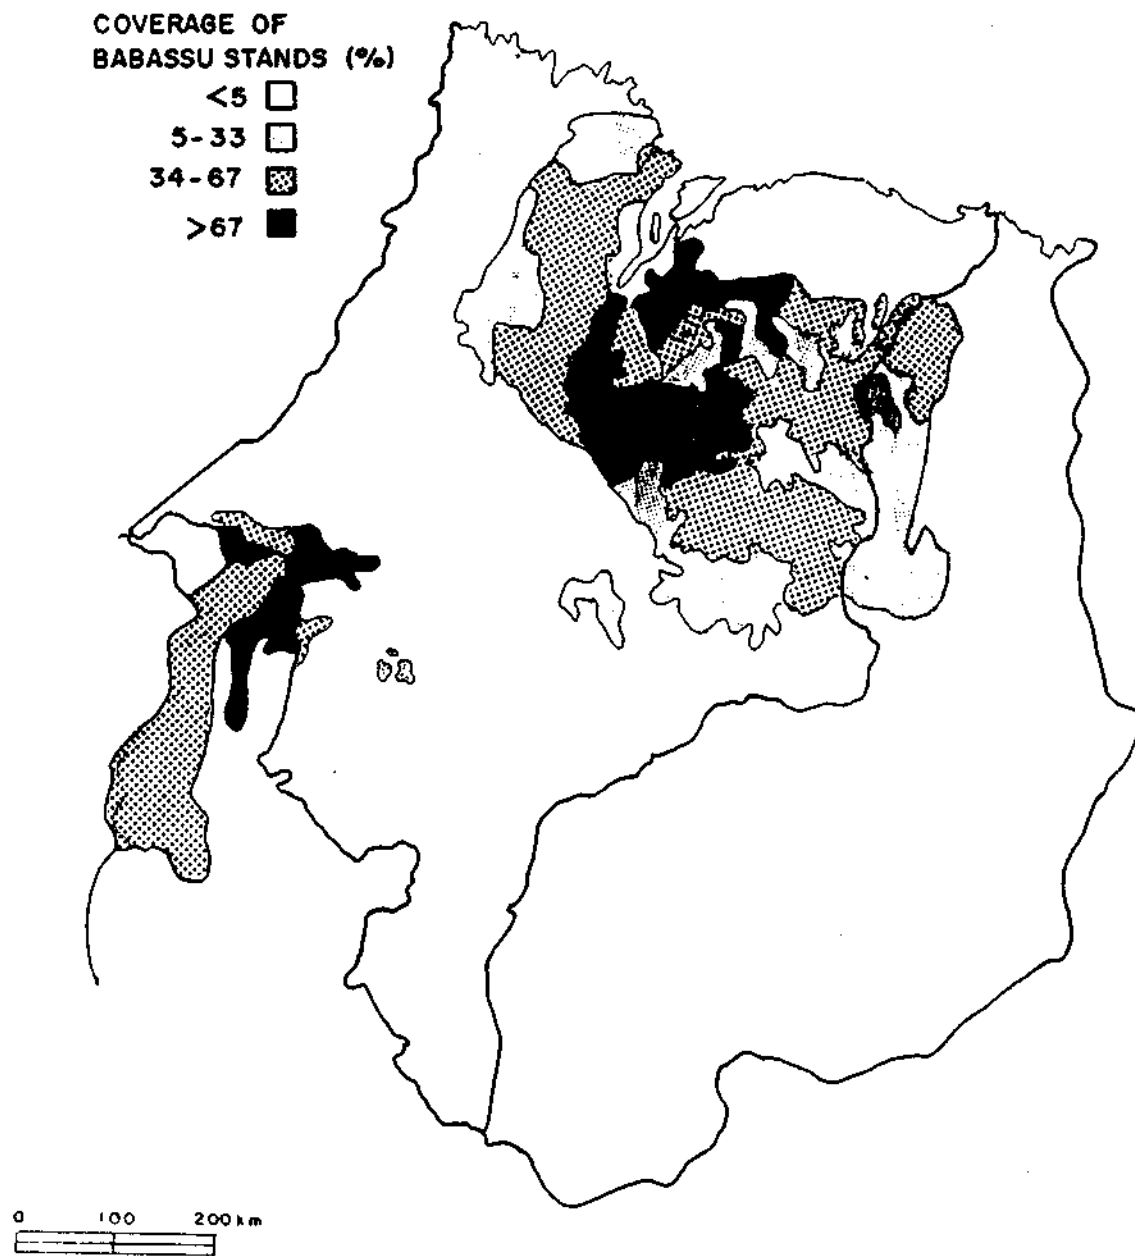 COVERAGE OF
BABASSU STANDS (%)
<5
5-33
34-67
>67
0 100 200 km